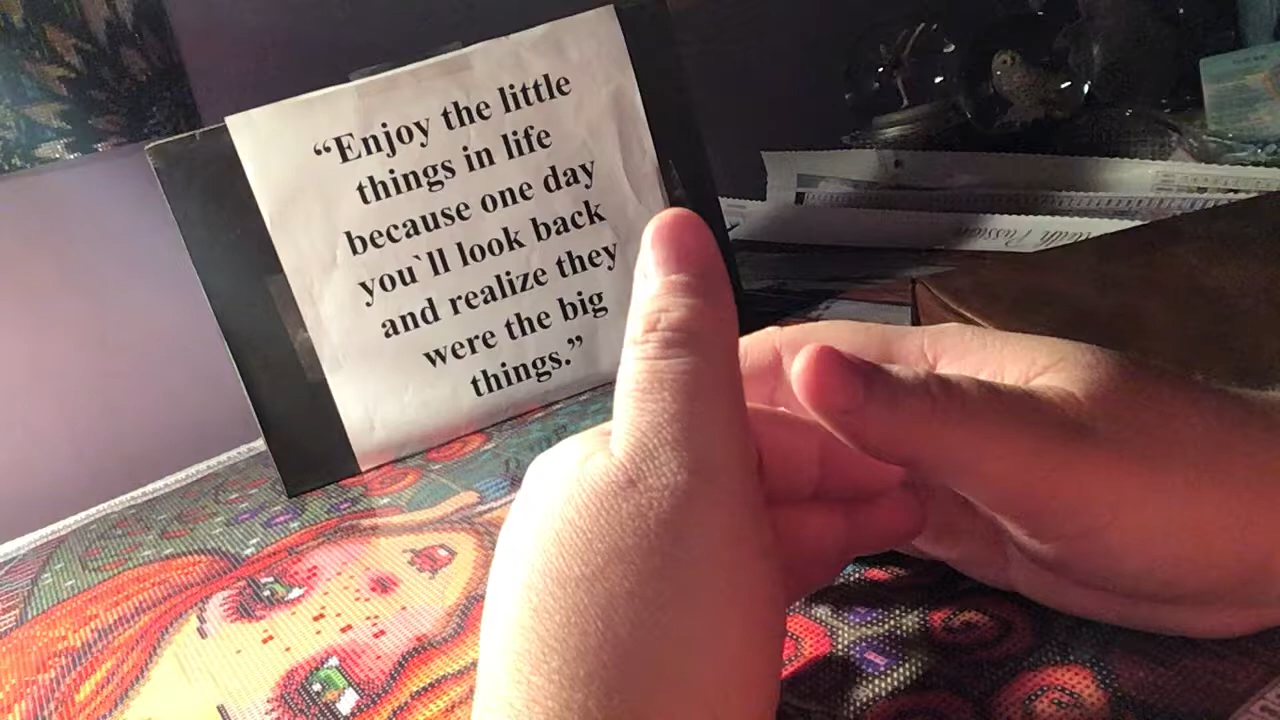 “Enjoy the little
things in life
because one day
you`ll look back
and realize they
were the big
things.”